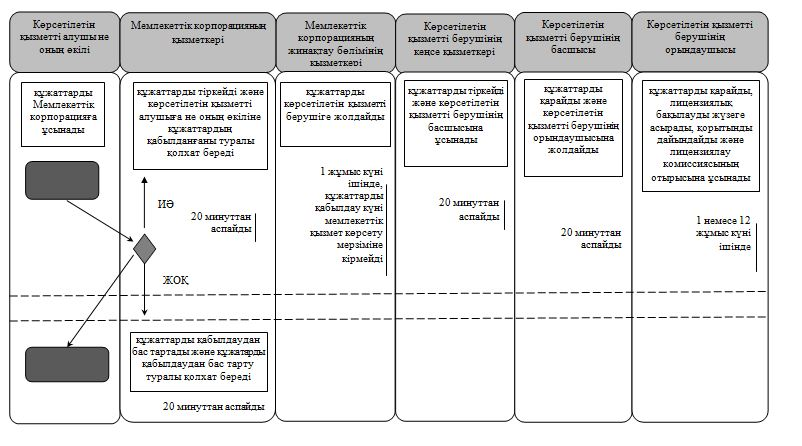 Көрсетілетін
қызметті алушы не
оның өкілі
Мемлекеттік корпорацияның
қызметкері
Мемлекеттік
корпорацияның
жинақтау бөлімінің
қызметкері
Көрсетілетін
қызметті берушінің
кеңсе қызметкері
Көрсетілетін
қызметті берушінің
басшысы
Көрсетілетін қызметті
берушінің
орындаушысы
құжаттарды
Мемлекеттік
корпорацияға
ұсынады
құжаттарды тіркейді және
көрсетілетін қызметті
алушыға не оның өкіліне
құжаттардың
қабылданғаны туралы
қолхат береді
құжаттарды
көрсетілетін қызметті
берушіге жолдайды
құжаттарды тіркейді
және көрсетілетін
қызметті берушінің
басшысына
ұсынады
құжаттарды
қарайды және
көрсетілетін
қызметті берушінің
орындаушысына
жолдайды
құжаттарды қарайды,
лицензиялық
бақылауды жүзеге
асырады, қорытынды
дайындайды және
лицензиялау
комиссиясының
отырысына ұсынады
ИӘ
20 минуттан
аспайды
1 жұмыс күні
ішінде,
құжаттарды
қабылдау күні
мемлекеттік
қызмет көрсету
мерзіміне
кірмейді
20 минуттан
аспайды
20 минуттан
аспайды
1 немесе 12
жұмыс күні
ішінде
ЖОҚ
құжаттарды қабылдаудан
бас тартады және құжаттарды
қабылдаудан бас тарту
туралы қолхат береді
20 минуттан аспайды